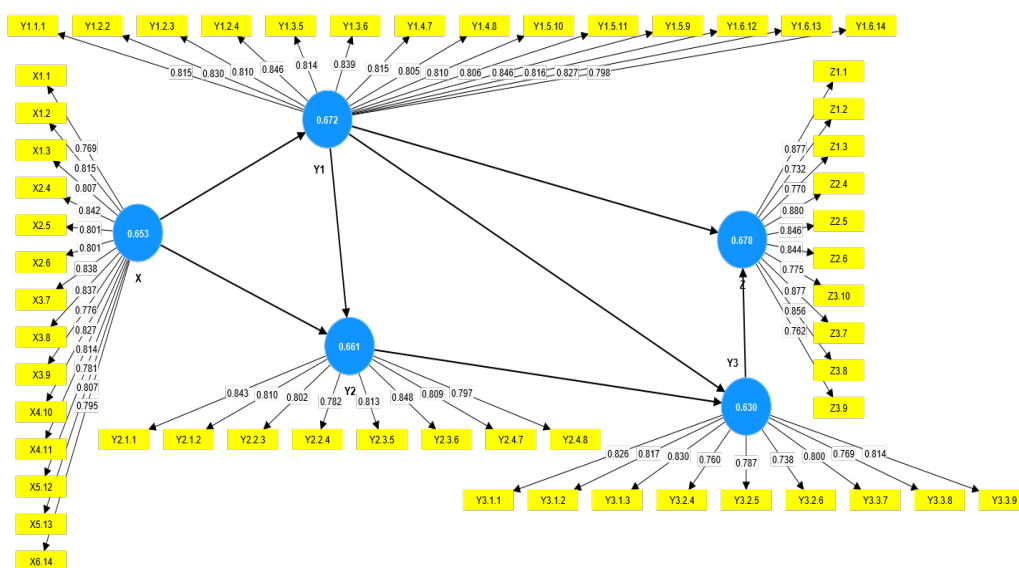 Y1.1.1 Y1.2.2 Y1.2.3 Y1.2.4 Y1.3.5 Y1.3.6 Y1.4.7 Y1.4.8 Y1.5.10 Y1.5.11 Y1.5.9 Y1.6.12 Y1.6.13 Y1.6.14
0.815 0.830 0.810 0.846 0.814 0.839 0.815 0.805 0.810 0.806 0.846 0.816 0.827 0.798
0.672
Y1
X1.1
X1.2
X1.3
X2.4
X2.5
X2.6
X3.7
X3.8
X3.9
X4.10
X4.11
X5.12
X5.13
X6.14
0.769
0.815
0.807
0.842
0.801
0.801
0.838
0.837
0.776
0.827
0.814
0.781
0.807
0.795
0.653
X
Z1.1
Z1.2
Z1.3
Z2.4
Z2.5
Z2.6
Z3.10
Z3.7
Z3.8
Z3.9
0.877
0.732
0.770
0.880
0.846
0.844
0.775
0.877
0.856
0.762
0.678
Z
0.661
Y2
0.843 0.810 0.802 0.782 0.813 0.848 0.809 0.797
Y2.1.1 Y2.1.2 Y2.2.3 Y2.2.4 Y2.3.5 Y2.3.6 Y2.4.7 Y2.4.8
Y3
0.630
0.826 0.817 0.830 0.760 0.787 0.738 0.800 0.769 0.814
Y3.1.1 Y3.1.2 Y3.1.3 Y3.2.4 Y3.2.5 Y3.2.6 Y3.3.7 Y3.3.8 Y3.3.9